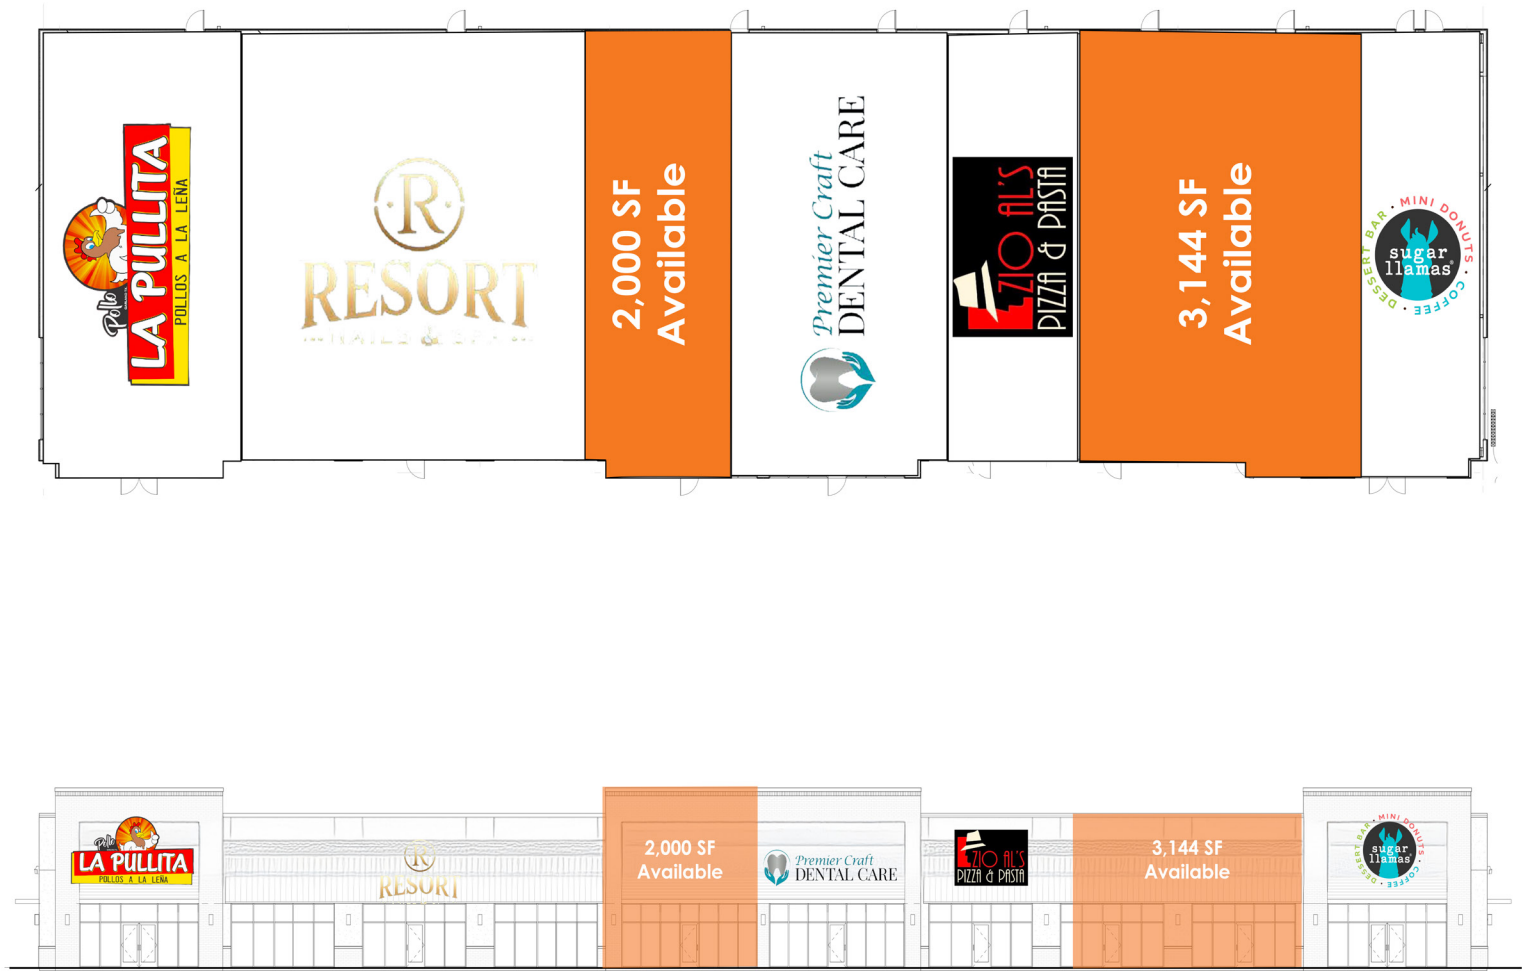 Pollo
LA PULLITA
POLLOS A LA LEÑA
R
RESORT
NAILS & SPA
2,000 SF
Available
Premier Craft
DENTAL CARE
ZIO AL'S
PIZZA & PASTA
3,144 SF
Available
DESSERT BAR • MINI DONUTS • COFFEE •
sugar
llamas®
Pollo
LA PULLITA
POLLOS A LA LEÑA
R
RESORT
2,000 SF
Available
Premier Craft
DENTAL CARE
ZIO AL'S
PIZZA & PASTA
3,144 SF
Available
DESSERT BAR • MINI DONUTS • COFFEE •
sugar
llamas